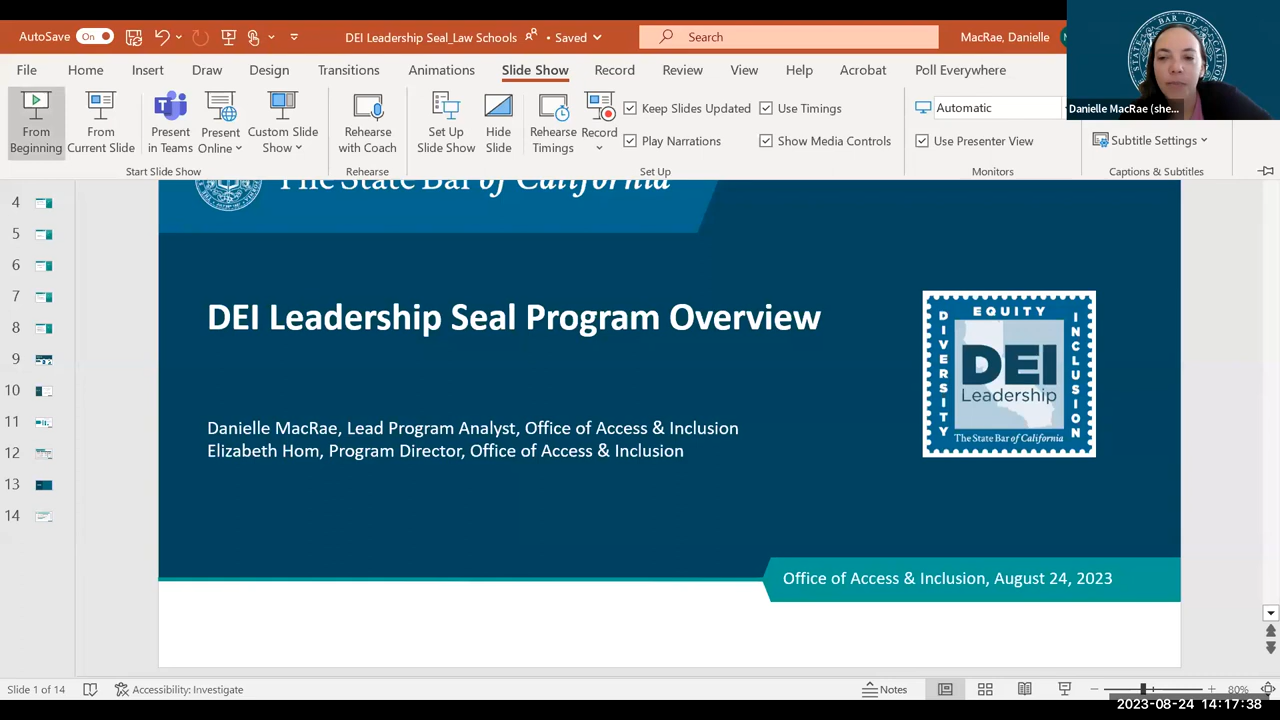 AutoSave On
DEI Leadership Seal_Law Schools • Saved
Search
MacRae, Danielle
File Home Insert Draw Design Transitions Animations Slide Show Record Review View Help Acrobat Poll Everywhere
BAR OF
Danielle MacRae (she...
From Beginning
From Current Slide
Present in Teams
Present Online
Custom Slide Show
Start Slide Show
Rehearse with Coach
Rehearse
Set Up Slide Show
Hide Slide
Rehearse Timings
Record
Keep Slides Updated
Use Timings
Play Narrations
Show Media Controls
Set Up
Automatic
Use Presenter View
Monitors
Subtitle Settings
Captions & Subtitles
4
5
6
7
8
9
10
11
12
13
14
The State Bar of California
DEI Leadership Seal Program Overview
Danielle MacRae, Lead Program Analyst, Office of Access & Inclusion
Elizabeth Hom, Program Director, Office of Access & Inclusion
EQUITY
DIVERSITY
INCLUSION
DEI
Leadership
The State Bar of California
Office of Access & Inclusion, August 24, 2023
Slide 1 of 14
Accessibility: Investigate
Notes
80%
2023-08-24 14:17:38